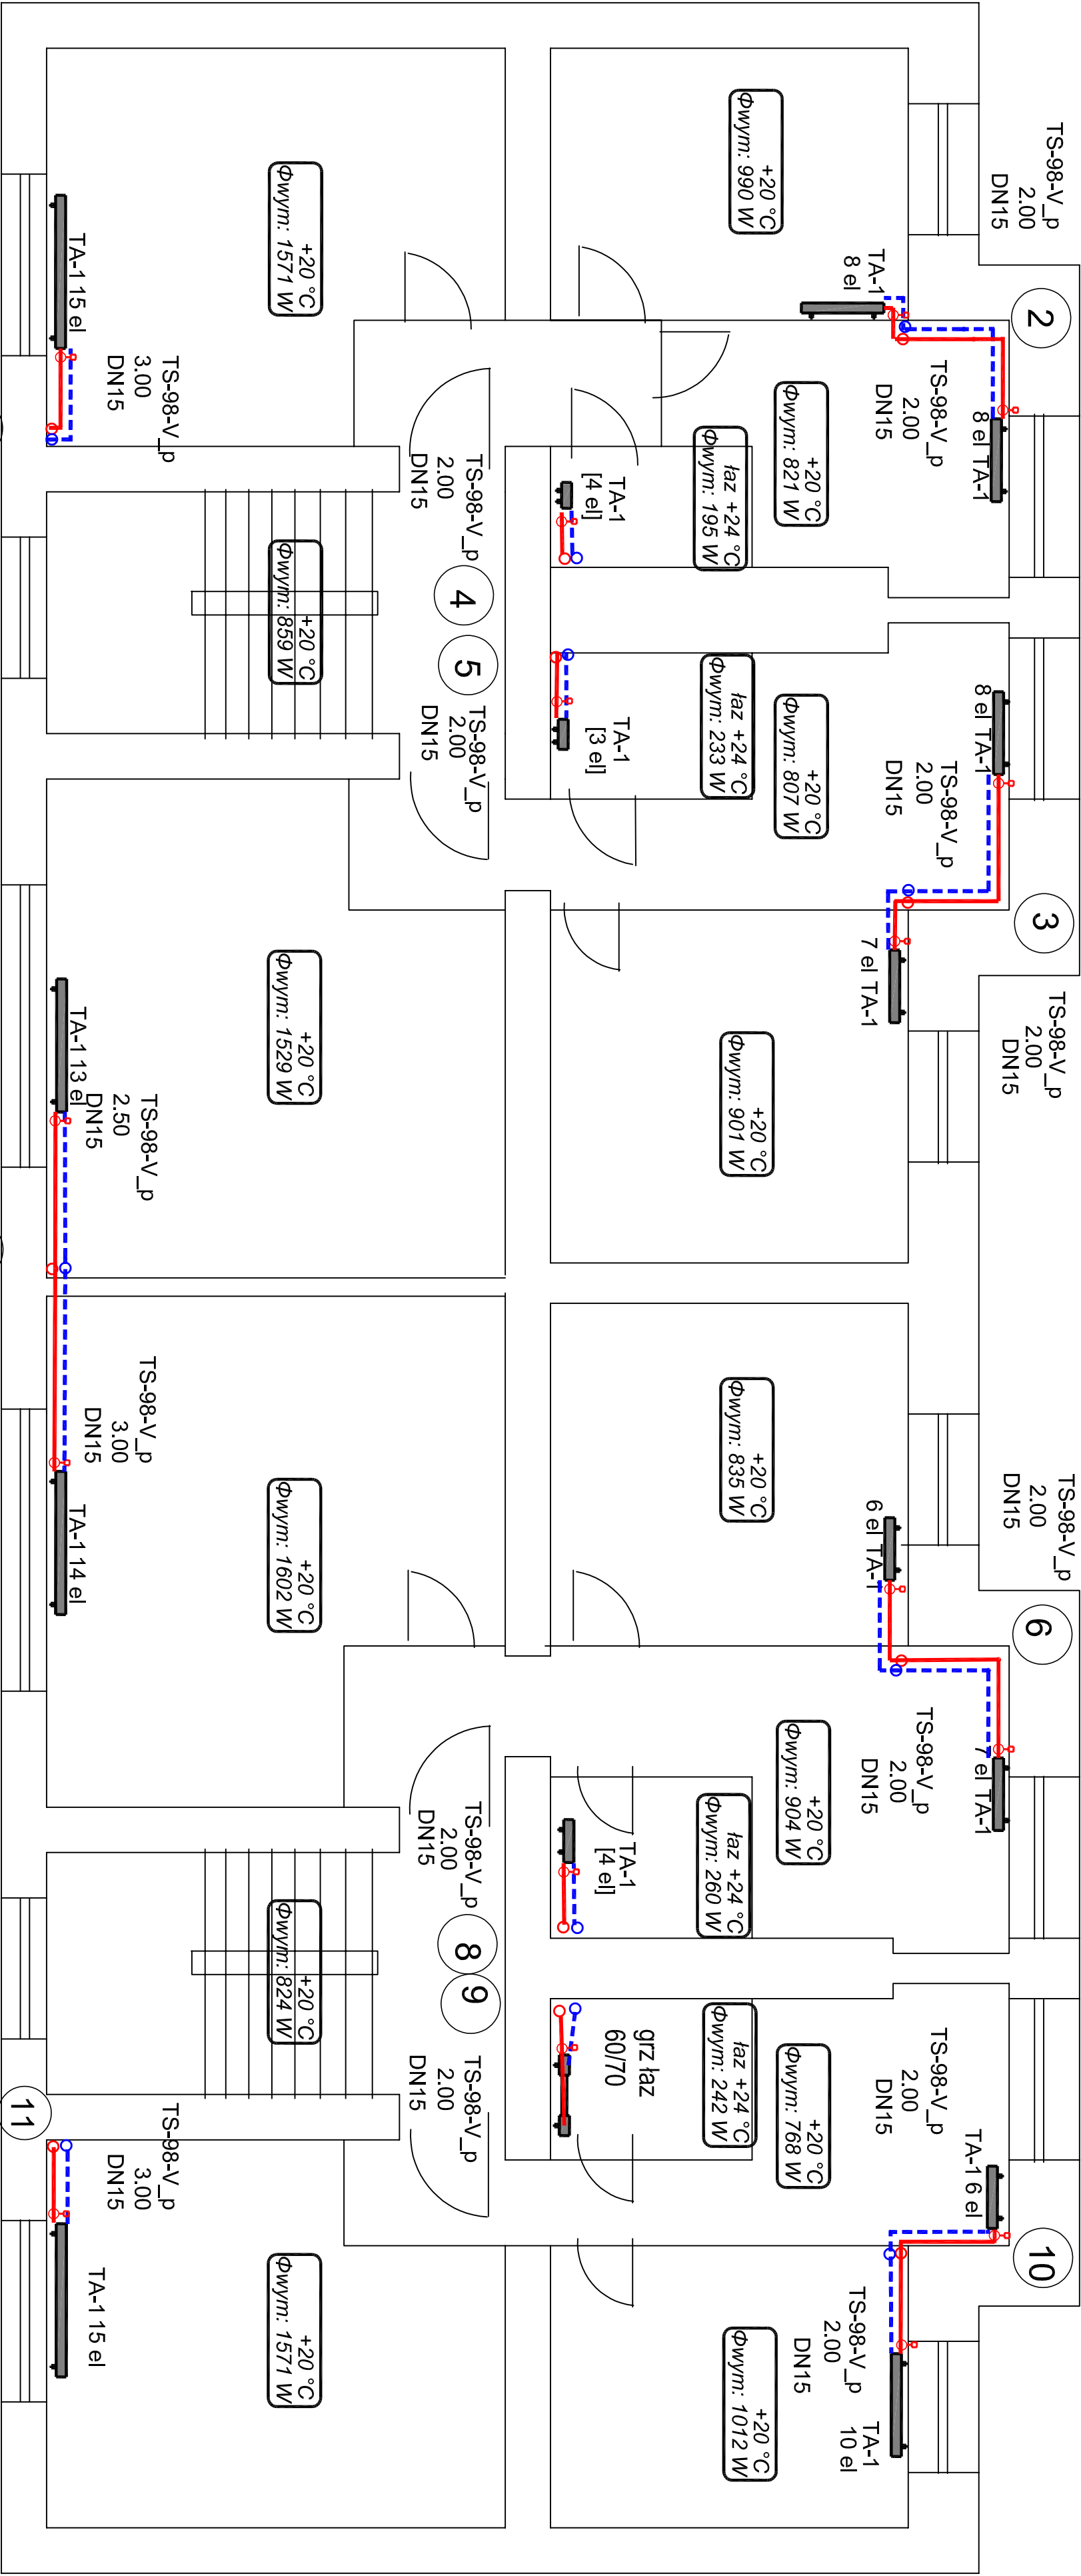 TS-98-V_p
2.00
DN15
2
+20 °C
Φwym: 990 W
TA-1
8 el
TS-98-V_p
2.00
DN15
8 el TA-1
+20 °C
Φwym: 821 W
łaz +24 °C
Φwym: 195 W
TA-1
[4 el]
+20 °C
Φwym: 1571 W
TA-1 15 el
TS-98-V_p
3.00
DN15
TS-98-V_p
2.00
DN15
4
5
TS-98-V_p
2.00
DN15
+20 °C
Φwym: 859 W
8 el TA-1
TS-98-V_p
2.00
DN15
+20 °C
Φwym: 807 W
łaz +24 °C
Φwym: 233 W
TA-1
[3 el]
3
TS-98-V_p
2.00
DN15
7 el TA-1
+20 °C
Φwym: 901 W
+20 °C
Φwym: 1529 W
TA-1 13 el
TS-98-V_p
2.50
DN15
TS-98-V_p
3.00
DN15
TA-1 14 el
+20 °C
Φwym: 1602 W
+20 °C
Φwym: 835 W
6 el TA-1
TS-98-V_p
2.00
DN15
6
TS-98-V_p
2.00
DN15
7 el TA-1
+20 °C
Φwym: 904 W
łaz +24 °C
Φwym: 260 W
TA-1
[4 el]
TS-98-V_p
2.00
DN15
8
9
TS-98-V_p
2.00
DN15
+20 °C
Φwym: 824 W
grz łaz
60/70
łaz +24 °C
Φwym: 242 W
+20 °C
Φwym: 768 W
TS-98-V_p
2.00
DN15
TA-1 6 el
10
TS-98-V_p
2.00
DN15
TA-1
10 el
+20 °C
Φwym: 1012 W
11
TS-98-V_p
3.00
DN15
TA-1 15 el
+20 °C
Φwym: 1571 W